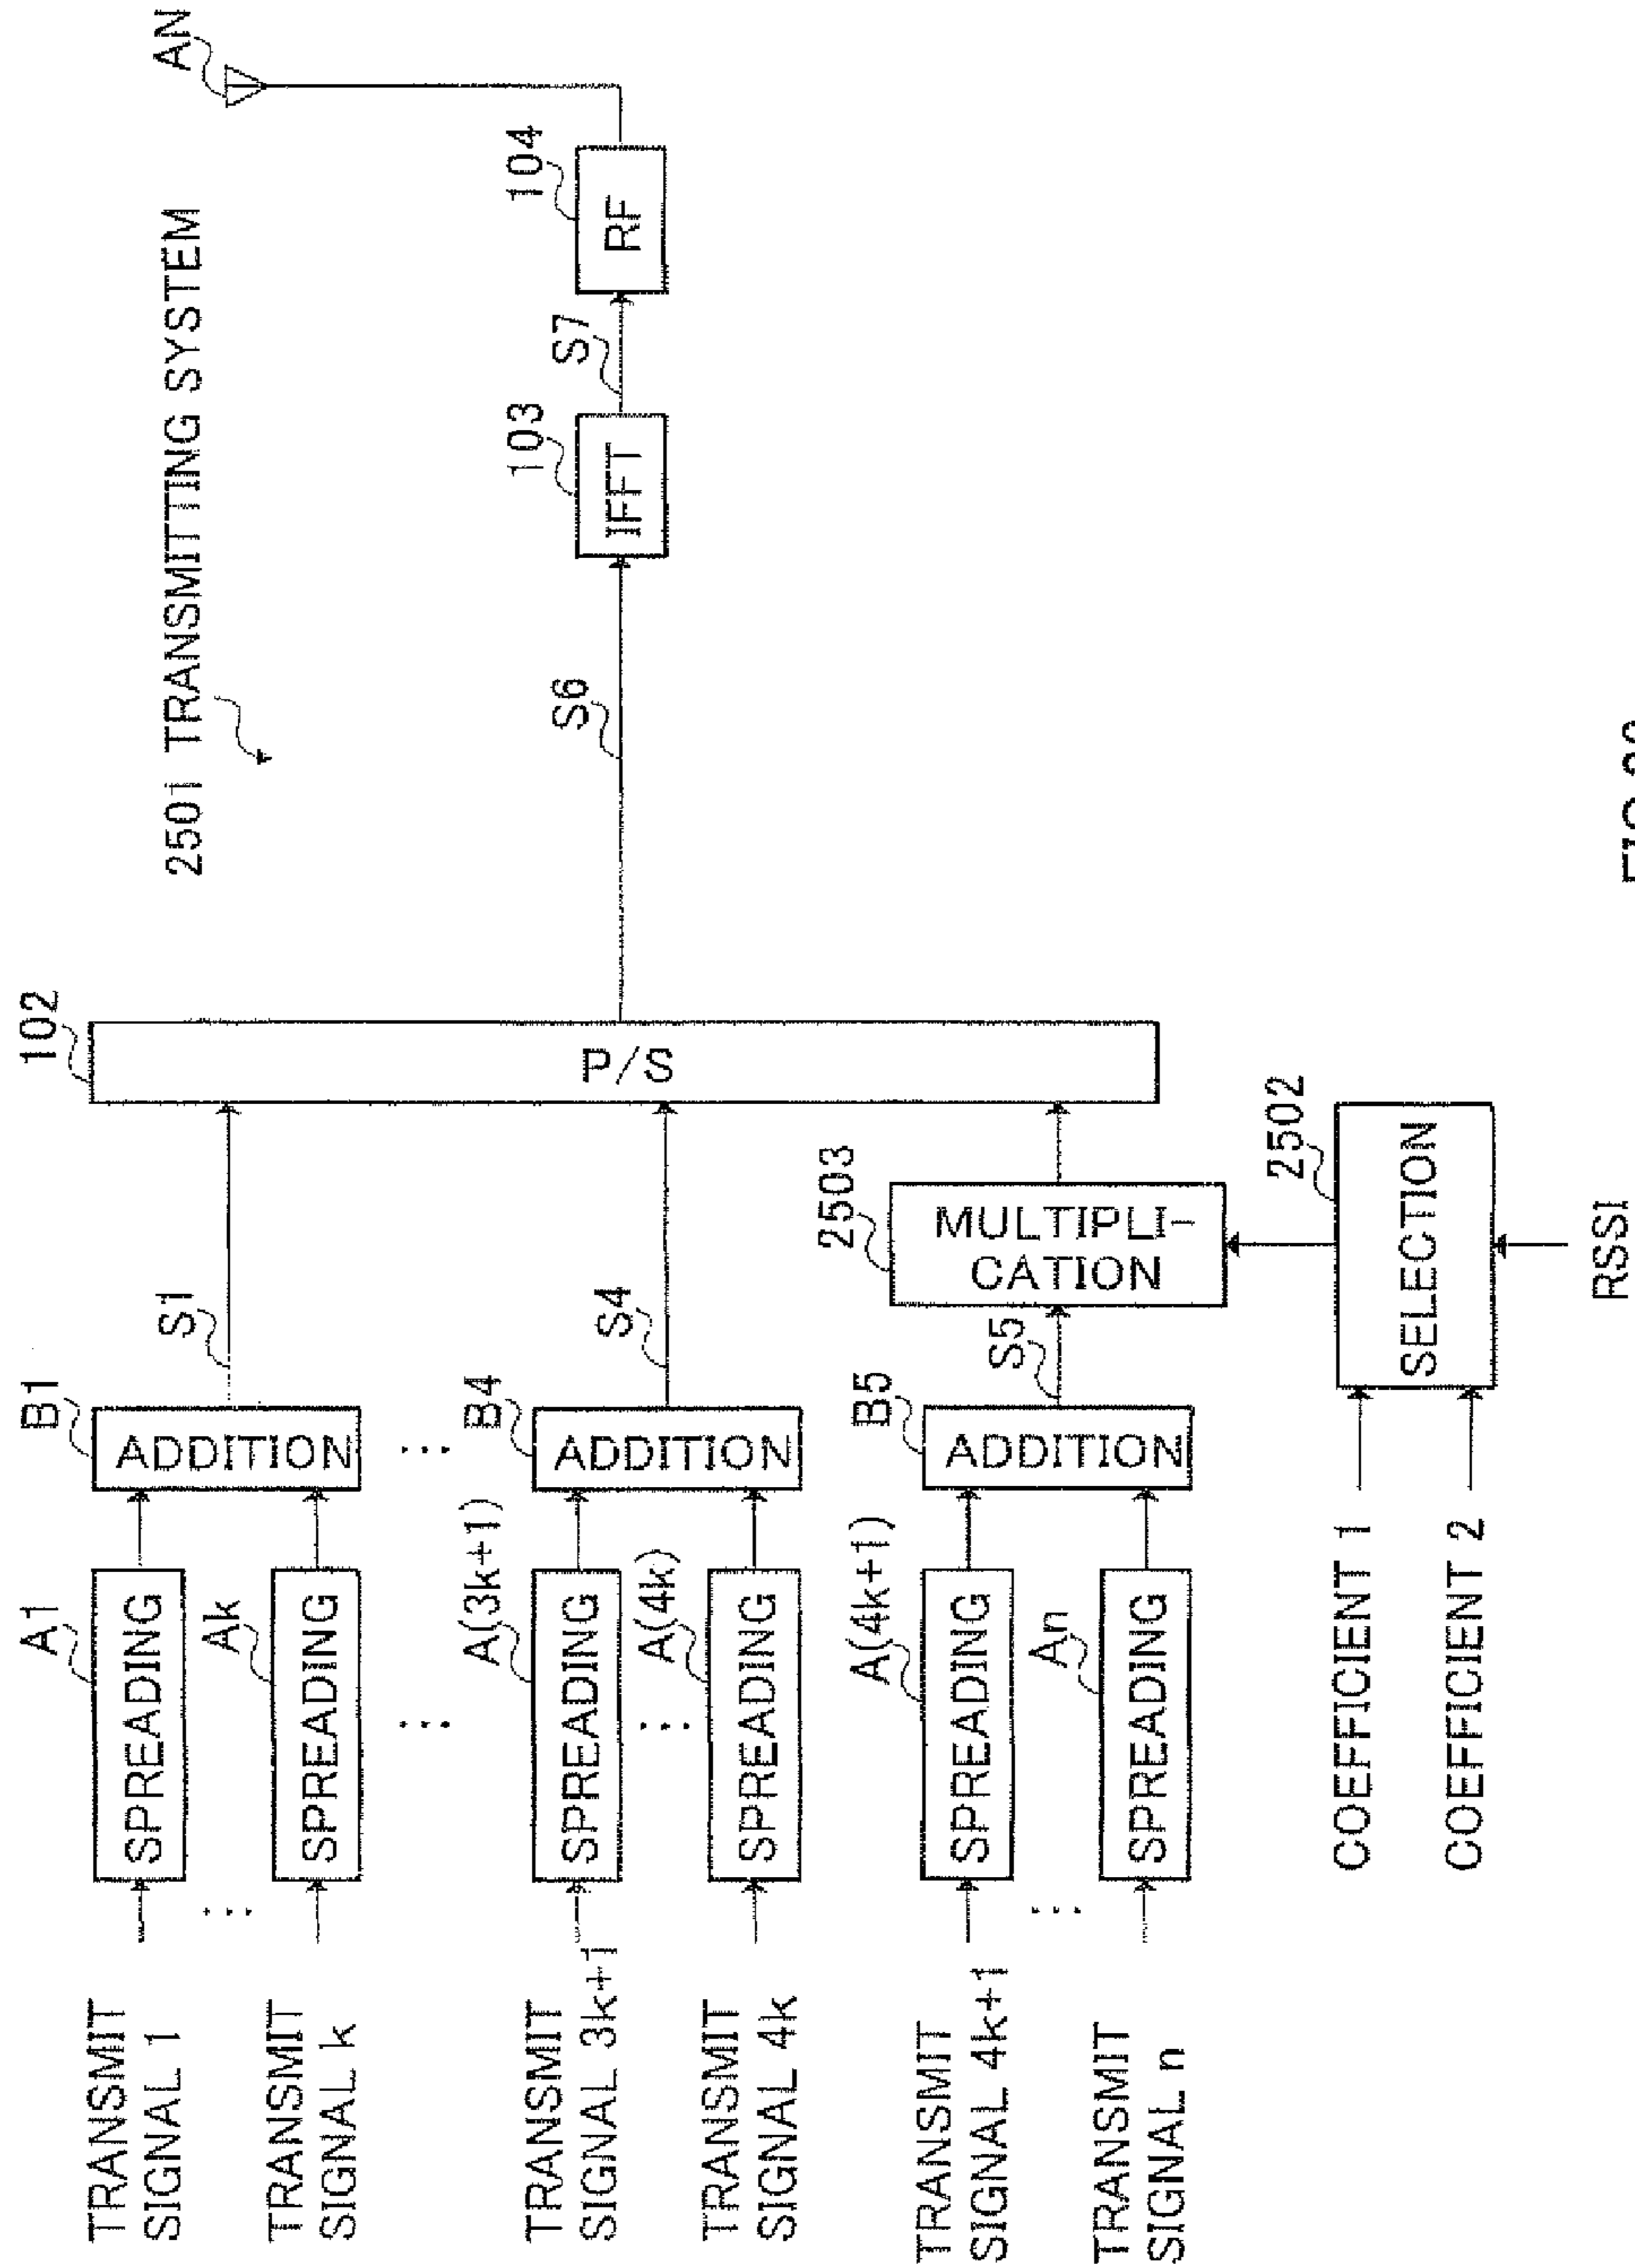 2501 TRANSMITTING SYSTEM
AN
102
P/S
S6
103
IFFT
S7
104
RF
TRANSMIT
SIGNAL 1
...
A1
SPREADING
B1
ADDITION
S1
TRANSMIT
SIGNAL k
Ak
SPREADING
...
...
TRANSMIT
SIGNAL 3k+1
A(3k+1)
SPREADING
B4
ADDITION
S4
...
TRANSMIT
SIGNAL 4k
A(4k)
SPREADING
TRANSMIT
SIGNAL 4k+1
...
A(4k+1)
SPREADING
B5
ADDITION
S5
2503
MULTIPLI-
CATION
TRANSMIT
SIGNAL n
An
SPREADING
COEFFICIENT 1
COEFFICIENT 2
2502
SELECTION
RSSI